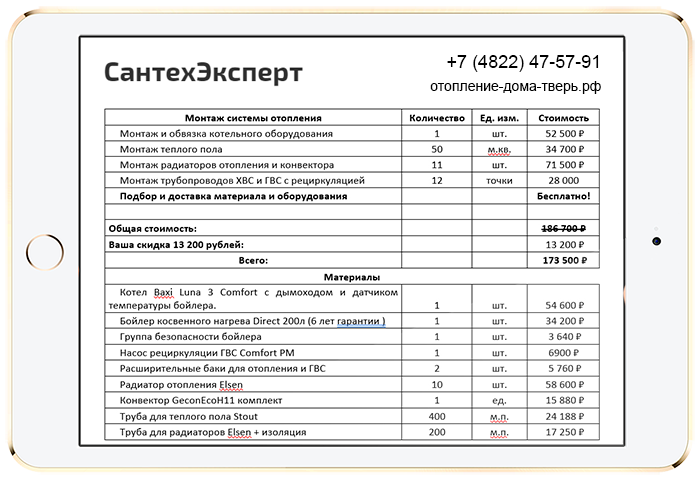 СантехЭксперт
+7 (4822) 47-57-91
отопление-дома-тверь.рф
Монтаж системы отопления Количество Ед. изм. Стоимость
Монтаж и обвязка котельного оборудования 1 шт. 52 500 ₽
Монтаж теплого пола 50 м.кв. 34 700 ₽
Монтаж радиаторов отопления и конвектора 11 шт. 71 500 ₽
Монтаж трубопроводов ХВС и ГВС с рециркуляцией 12 точки 28 000
Подбор и доставка материала и оборудования Бесплатно!
Общая стоимость: 186 700 ₽
Ваша скидка 13 200 рублей: 13 200 ₽
Всего: 173 500 ₽
Материалы
Котел Baxi Luna 3 Comfort с дымоходом и датчиком
температуры бойлера. 1 шт. 54 600 ₽
Бойлер косвенного нагрева Direct 200л (6 лет гарантии ) 1 шт. 34 200 ₽
Группа безопасности бойлера 1 шт. 3 640 ₽
Насос рециркуляции ГВС Comfort PM 1 шт. 6900 ₽
Расширительные баки для отопления и ГВС 2 шт. 5 760 ₽
Радиатор отопления Elsen 10 шт. 58 600 ₽
Конвектор GeconEcoH11 комплект 1 ед. 15 880 ₽
Труба для теплого пола Stout 400 м.п. 24 188 ₽
Труба для радиаторов Elsen + изоляция 200 м.п. 17 250 ₽